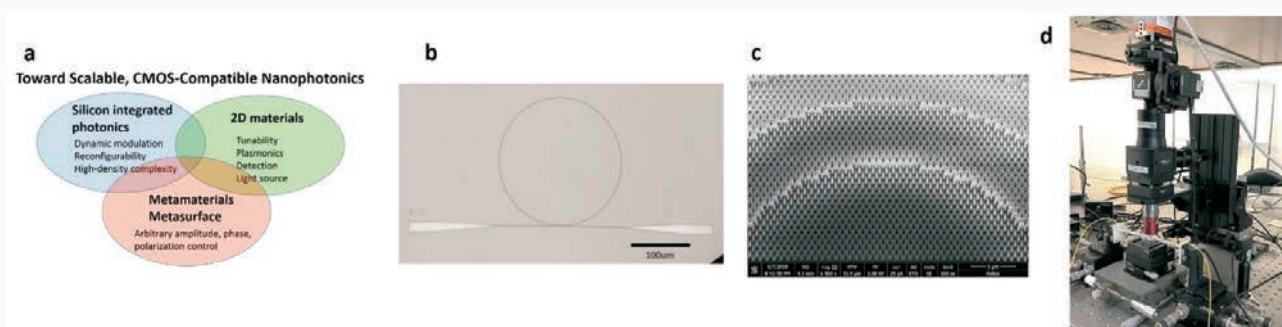 a
Toward Scalable, CMOS-Compatible Nanophotonics
Silicon integrated
photonics
Dynamic modulation
Reconfigurability
High-density complexity
2D materials
Tunability
Plasmonics
Detection
Light source
Metamaterials
Metasurface
Arbitrary amplitude, phase,
polarization control
b
100um
c
d